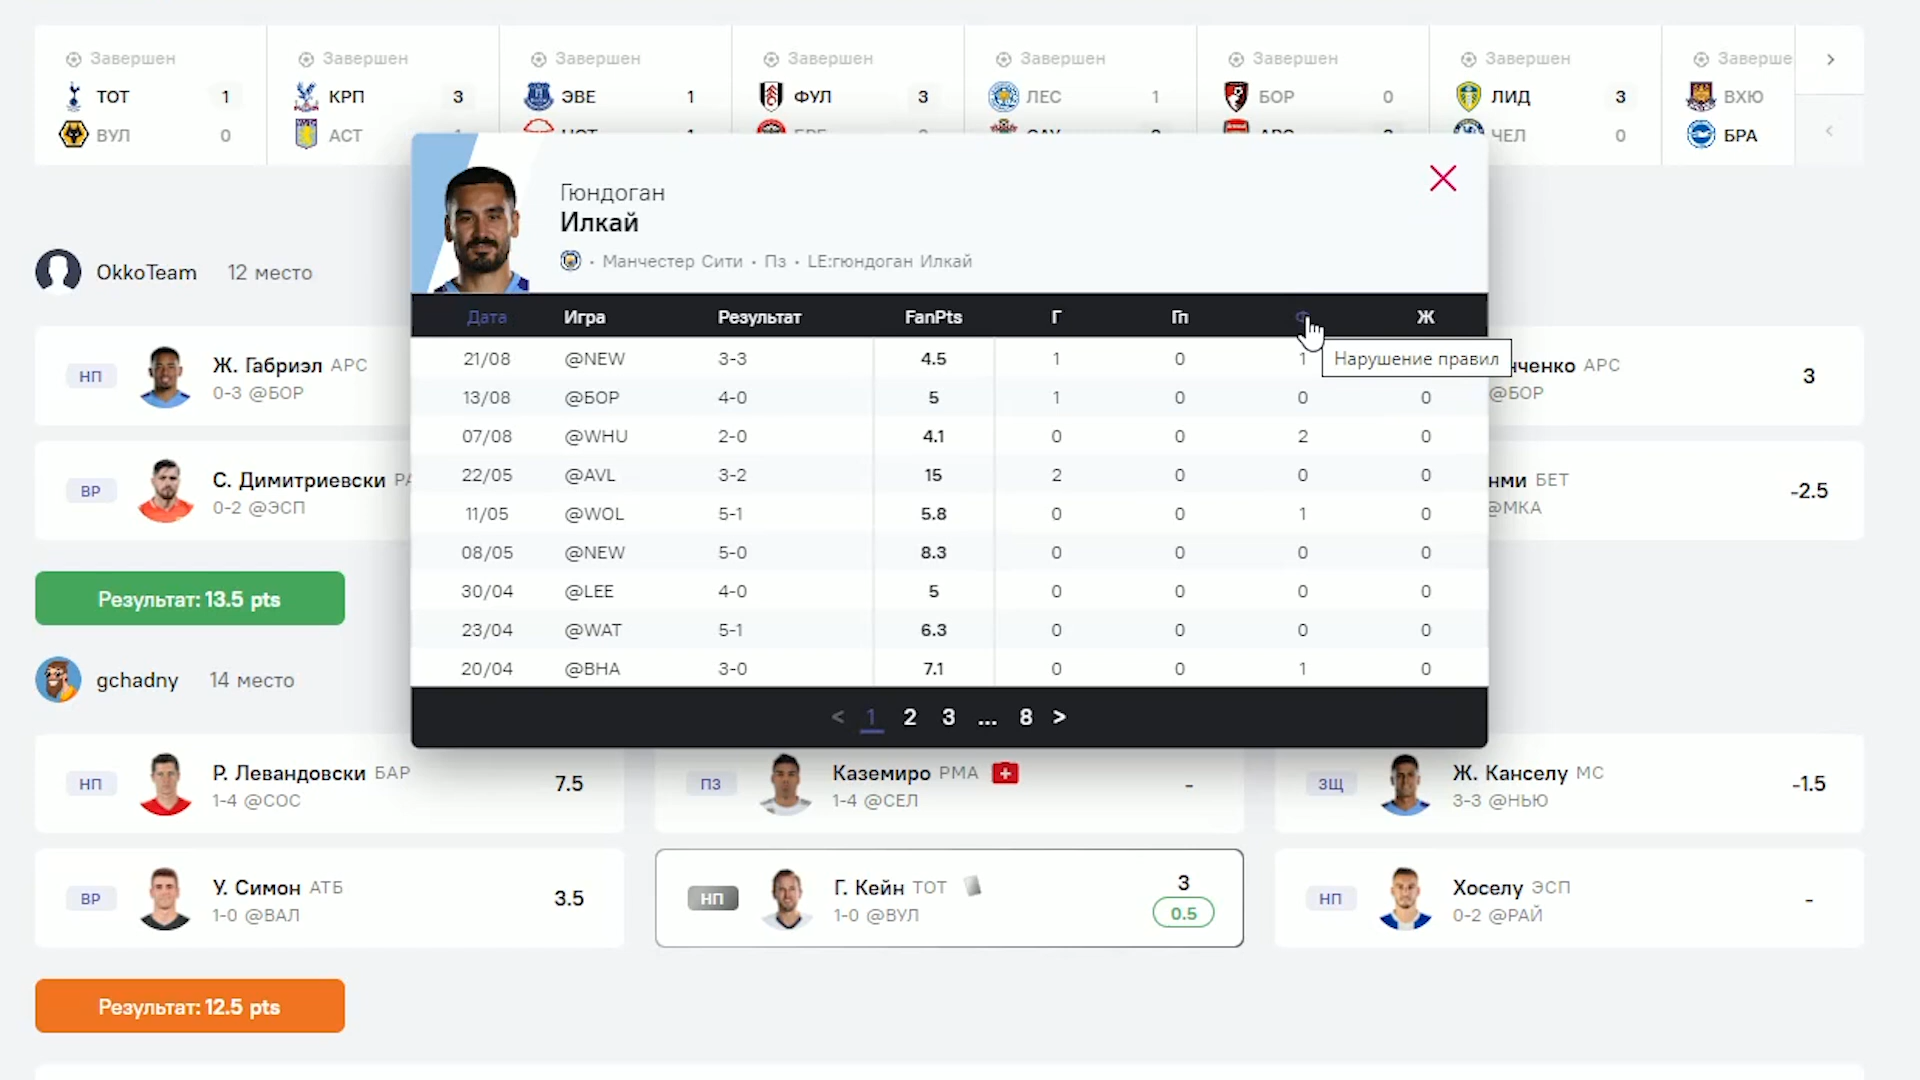 Завершен Завершен Завершен Завершен Завершен Завершен Завершен Заверше
ТОТ 1 КРП 3 ЭВЕ 1 ФУЛ 3 ЛЕС 1 БОР 0 ЛИД 3 ВХЮ
ВУЛ 0 АСТ ЧЕЛ 0 БРА
Гюндоган
Илкай
Манчестер Сити · Пз · LE:гюндоган Илкай
OkkoTeam 12 место
Дата Игра Результат FanPts Г Гп Ж
Нарушение правил
21/08 @NEW 3-3 4.5 1 0 1
13/08 @БОР 4-0 5 1 0 0 0
07/08 @WHU 2-0 4.1 0 0 2 0
22/05 @AVL 3-2 15 2 0 0 0
11/05 @WOL 5-1 5.8 0 0 1 0
08/05 @NEW 5-0 8.3 0 0 0 0
30/04 @LEE 4-0 5 0 0 0 0
23/04 @WAT 5-1 6.3 0 0 0 0
20/04 @BHA 3-0 7.1 0 0 1 0
< 1 2 3 ... 8 >
НП Ж. Габриэл АРС
0-3 @БОР
нченко АРС 3
@БОР
ВР С. Димитриевски РА
0-2 @ЭСП
нми БЕТ -2.5
@МКА
Результат: 13.5 pts
gchadny 14 место
НП Р. Левандовски БАР 7.5
1-4 @СОС
ПЗ Каземиро РМА -
1-4 @СЕЛ
ЗЩ Ж. Канселу МС -1.5
3-3 @НЬЮ
ВР У. Симон АТБ 3.5
1-0 @ВАЛ
НП Г. Кейн ТОТ 3
1-0 @ВУЛ 0.5
НП Хоселу ЭСП -
0-2 @РАЙ
Результат: 12.5 pts